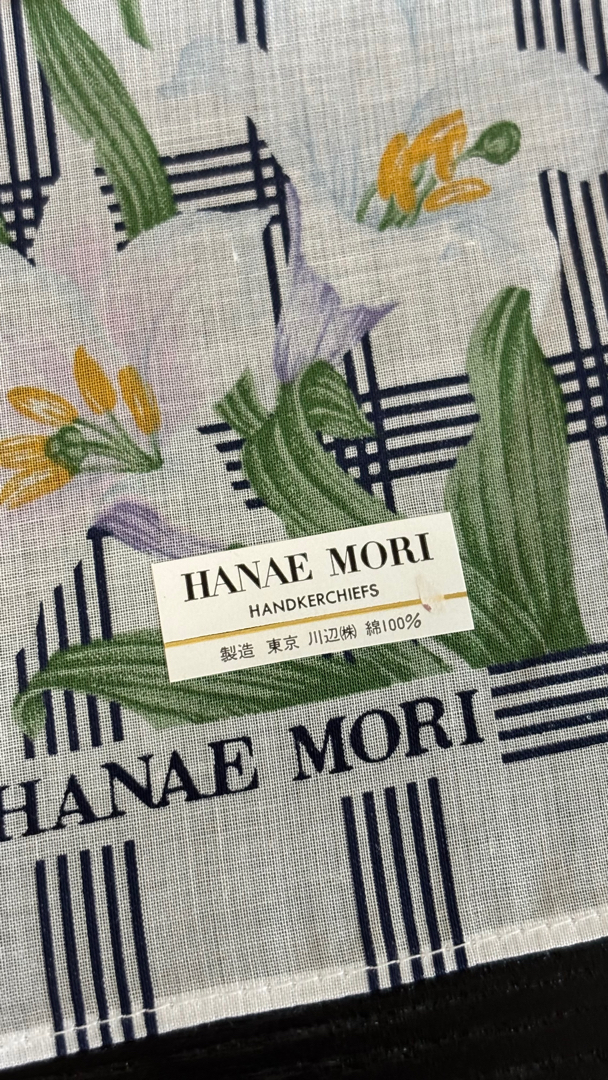 HANAE MORI
HANDKERCHIEFS
製造 東京 川辺㈱ 綿100%
HANAE MORI